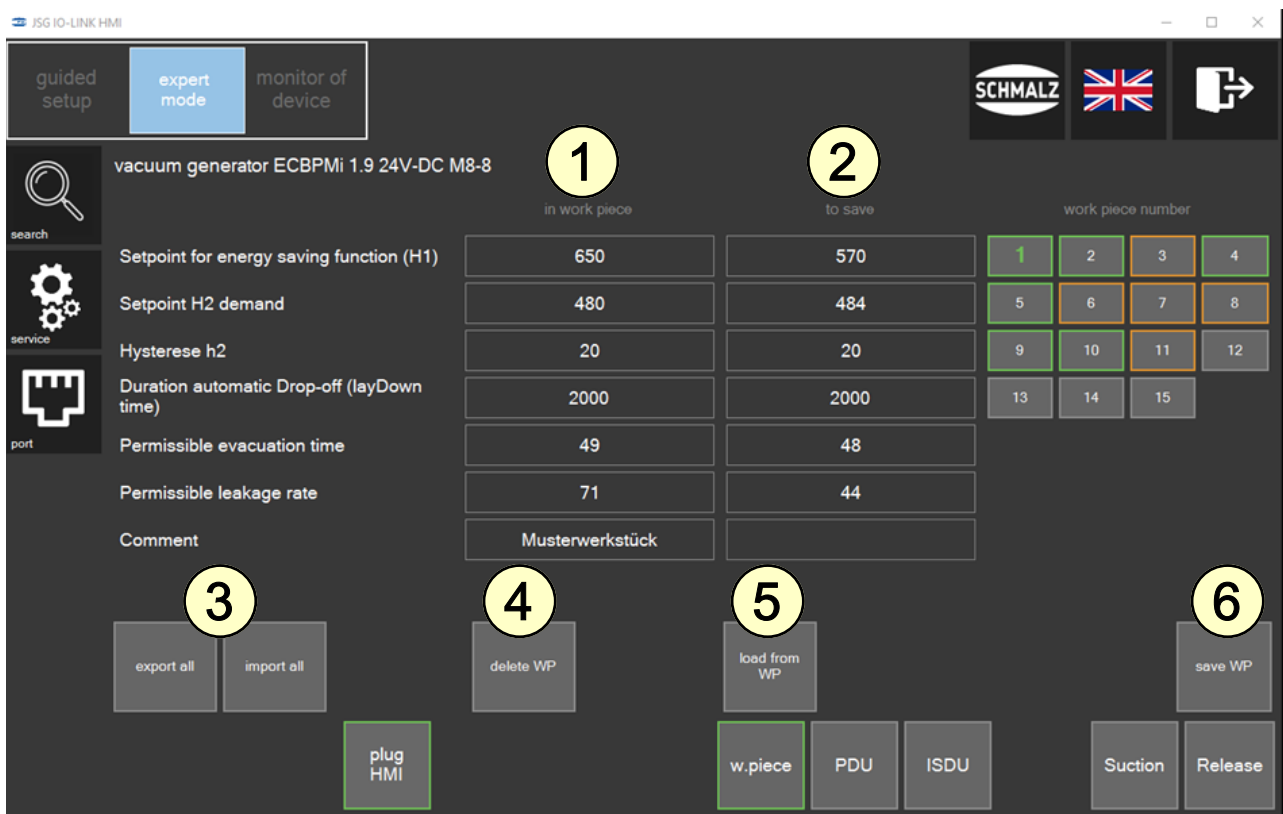 JSG IO-LINK HMI
guided
setup
expert
mode
monitor of
device
SCHMALZ
vacuum generator ECBPMi 1.9 24V-DC M8-8
1
2
search
in work piece
to save
work piece number
Setpoint for energy saving function (H1)
650
570
1
2
3
4
Setpoint H2 demand
480
484
5
6
7
8
service
Hysterese h2
20
20
9
10
11
12
Duration automatic Drop-off (layDown
time)
2000
2000
13
14
15
port
Permissible evacuation time
49
48
Permissible leakage rate
71
44
Comment
Musterwerkstück
3
4
5
6
export all
import all
delete WP
load from
WP
save WP
plug
HMI
w.piece
PDU
ISDU
Suction
Release